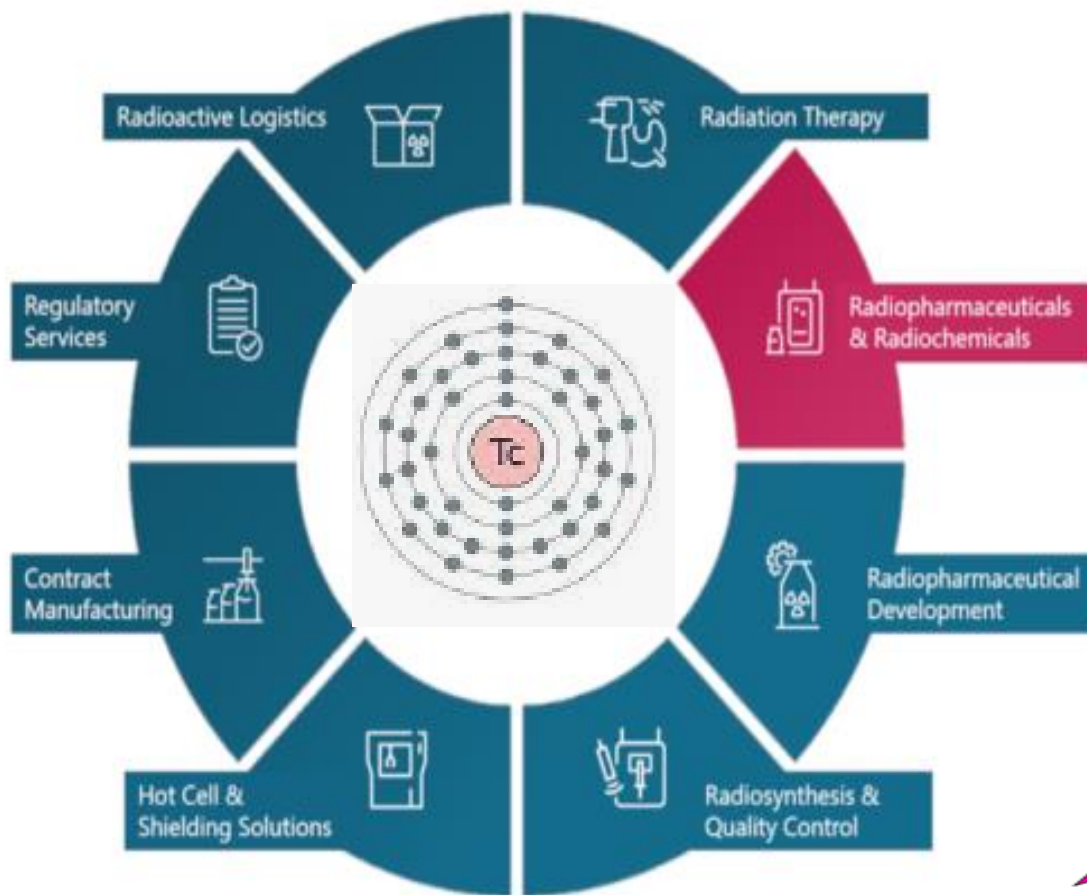 Radioactive Logistics
Radiation Therapy
Regulatory
Services
Radiopharmaceuticals
& Radiochemicals
Tc
Contract
Manufacturing
Radiopharmaceutical
Development
Hot Cell &
Shielding Solutions
Radiosynthesis &
Quality Control